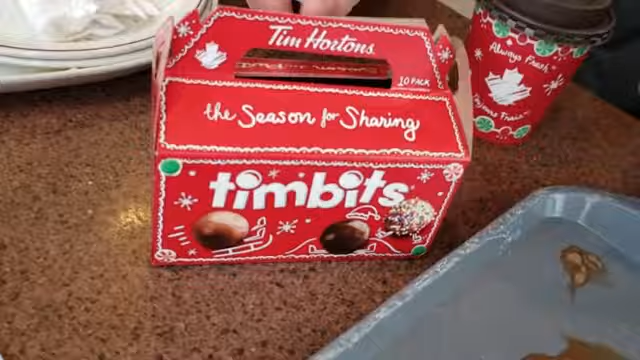 Tim Hortons
10 PACK
the Season for Sharing
timbits
Always Fresh